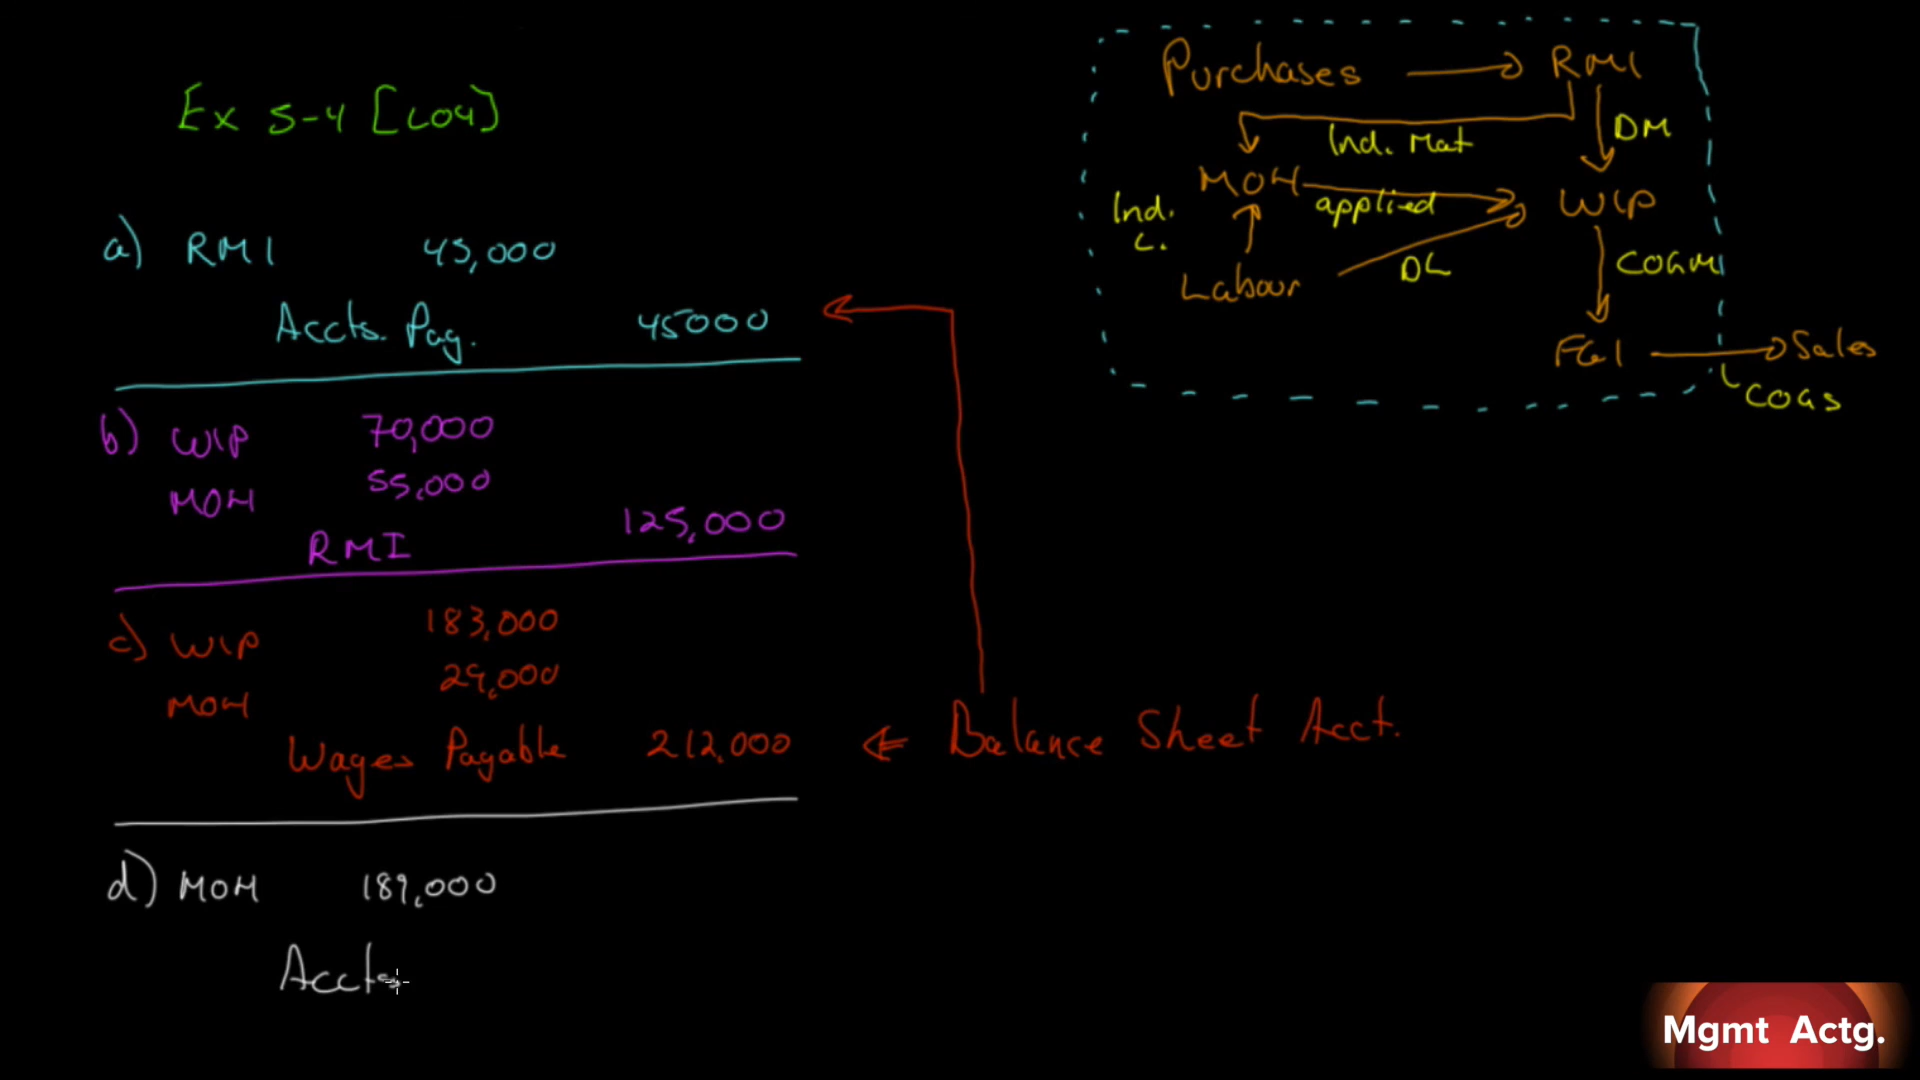 Ex 5-4 [LO4]
a) RMI 45,000
Accts. Pay. 45000
b) WIP 70,000
MOH 55,000
RMI 125,000
c) WIP 183,000
MOH 29,000
Wages Payable 212,000
Balance Sheet Acct.
d) MOH 189,000
Accts
Purchases RMI
Ind. Mat DM
MOH applied WIP
Ind. L.
Labour DL COGM
FGI Sales
COGS
Mgmt Actg.